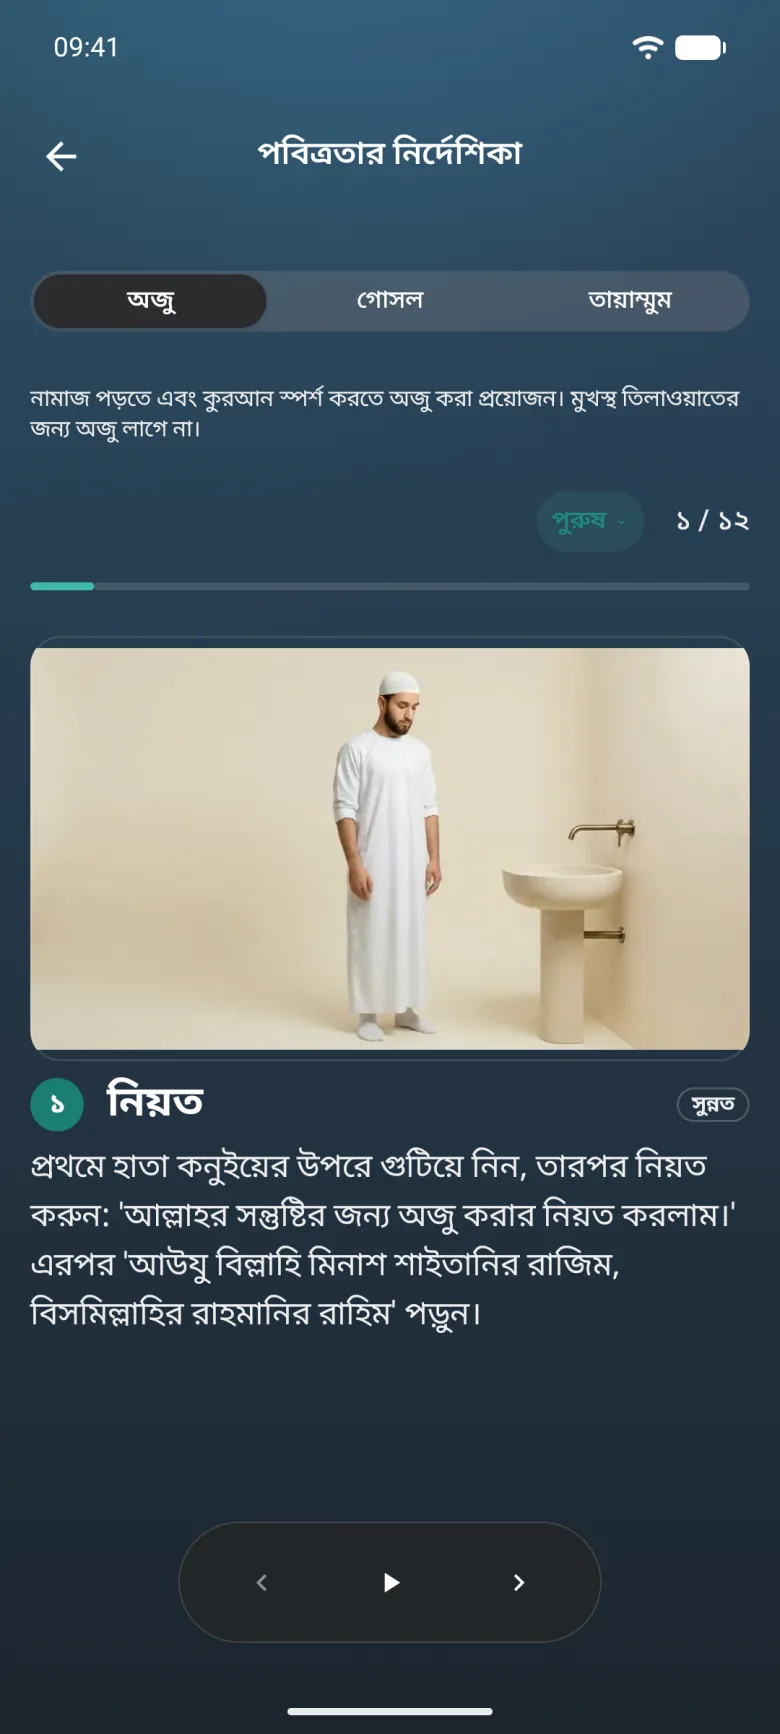 09:41
পবিত্রতার নির্দেশিকা
অজু
গোসল
তায়াম্মুম
নামাজ পড়তে এবং কুরআন স্পর্শ করতে অজু করা প্রয়োজন। মুখস্থ তিলাওয়াতের
জন্য অজু লাগে না।
পুরুষ
১ / ১২
১ নিয়ত
সুন্নত
প্রথমে হাতা কনুইয়ের উপরে গুটিয়ে নিন, তারপর নিয়ত
করুন: 'আল্লাহর সন্তুষ্টির জন্য অজু করার নিয়ত করলাম।'
এরপর 'আউযু বিল্লাহি মিনাশ শাইতানির রাজিম,
বিসমিল্লাহির রাহমানির রাহিম' পড়ুন।